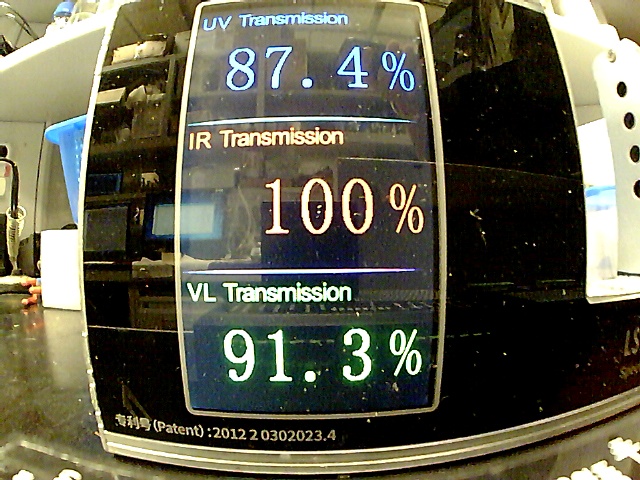 UV Transmission
87.4%
IR Transmission
100%
VL Transmission
91.3%
专利号(Patent):2012 2 0302023.4
LS